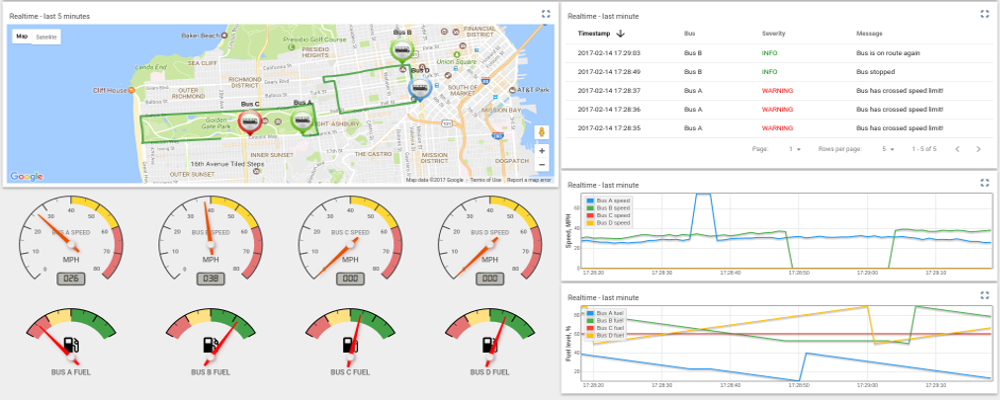 Realtime - last 5 minutes
Map
Satellite
Baker Beach
Presidio Golf Course
PRESIDIO HEIGHTS
FINANCIAL DISTRICT
Bus B
Union Square
Lands End
SEA CLIFF
Cliff House
OUTER RICHMOND
RICHMOND DISTRICT
Bus D
SOUTH OF MARKET
AT&T Park
MISSION BAY
Bus C
Bus A
Golden Gate Park
HAIGHT-ASHBURY
16th Avenue Tiled Steps
INNER SUNSET
OUTER SUNSET
THE CASTRO
MISSION DISTRICT
DOGPATCH
Google
Map data ©2017 Google
Terms of Use
Report a map error
Realtime - last minute
Timestamp Bus Severity Message
2017-02-14 17:29:03 Bus B INFO Bus is on route again
2017-02-14 17:28:49 Bus B INFO Bus stopped
2017-02-14 17:28:37 Bus A WARNING Bus has crossed speed limit!
2017-02-14 17:28:36 Bus A WARNING Bus has crossed speed limit!
2017-02-14 17:28:35 Bus A WARNING Bus has crossed speed limit!
Page: 1 Rows per page: 5 1 - 5 of 5
0 10 20 30 40 50 60 70 80
BUS A SPEED
MPH
026
0 10 20 30 40 50 60 70 80
MPH
038
0 10 20 30 40 50 60 70 80
BUS C SPEED
MPH
000
0 10 20 30 40 50 60 70 80
BUS D SPEED
MPH
000
BUS A FUEL
BUS B FUEL
BUS C FUEL
BUS D FUEL
Realtime - last minute
Bus A speed
Bus B speed
Bus C speed
Bus D speed
Speed, MPH
60
40
20
0
17:28:20 17:28:30 17:28:40 17:28:50 17:29:00 17:29:10
Realtime - last minute
Bus A fuel
Bus B fuel
Bus C fuel
Bus D fuel
Fuel level, %
80
60
40
20
17:28:20 17:28:30 17:28:40 17:28:50 17:29:00 17:29:10